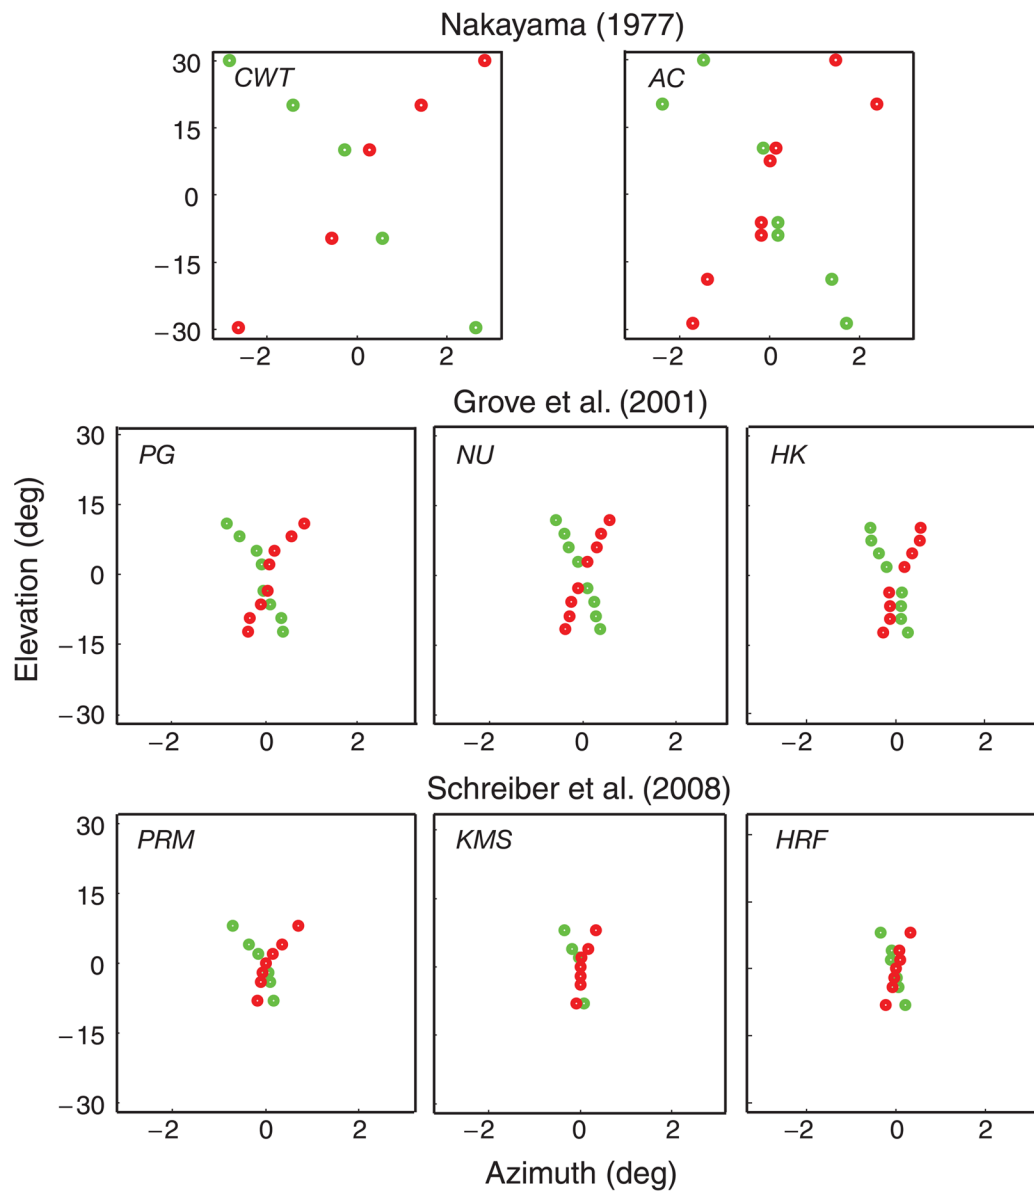 Nakayama (1977)
CWT
AC
30
15
0
−15
−30
−2 0 2
−2 0 2
Grove et al. (2001)
PG
NU
HK
30
15
0
−15
−30
−2 0 2
−2 0 2
−2 0 2
Elevation (deg)
Schreiber et al. (2008)
PRM
KMS
HRF
30
15
0
−15
−30
−2 0 2
−2 0 2
−2 0 2
Azimuth (deg)